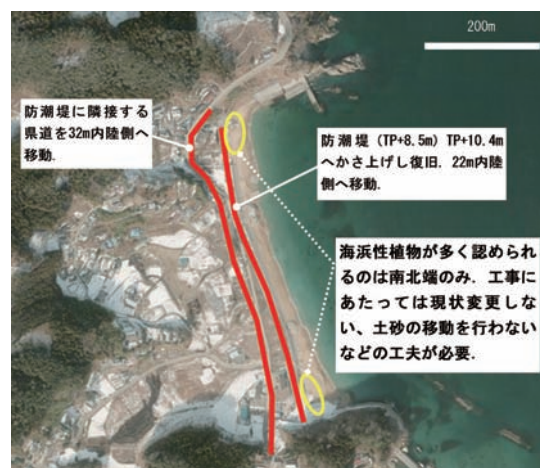 200m
防潮堤に隣接する
県道を32m内陸側へ
移動.
防潮堤（TP+8.5m）TP+10.4m
へかさ上げし復旧．22m内陸
側へ移動.
海浜性植物が多く認められ
るのは南北端のみ．工事に
あたっては現状変更しな
い、土砂の移動を行わない
などの工夫が必要.